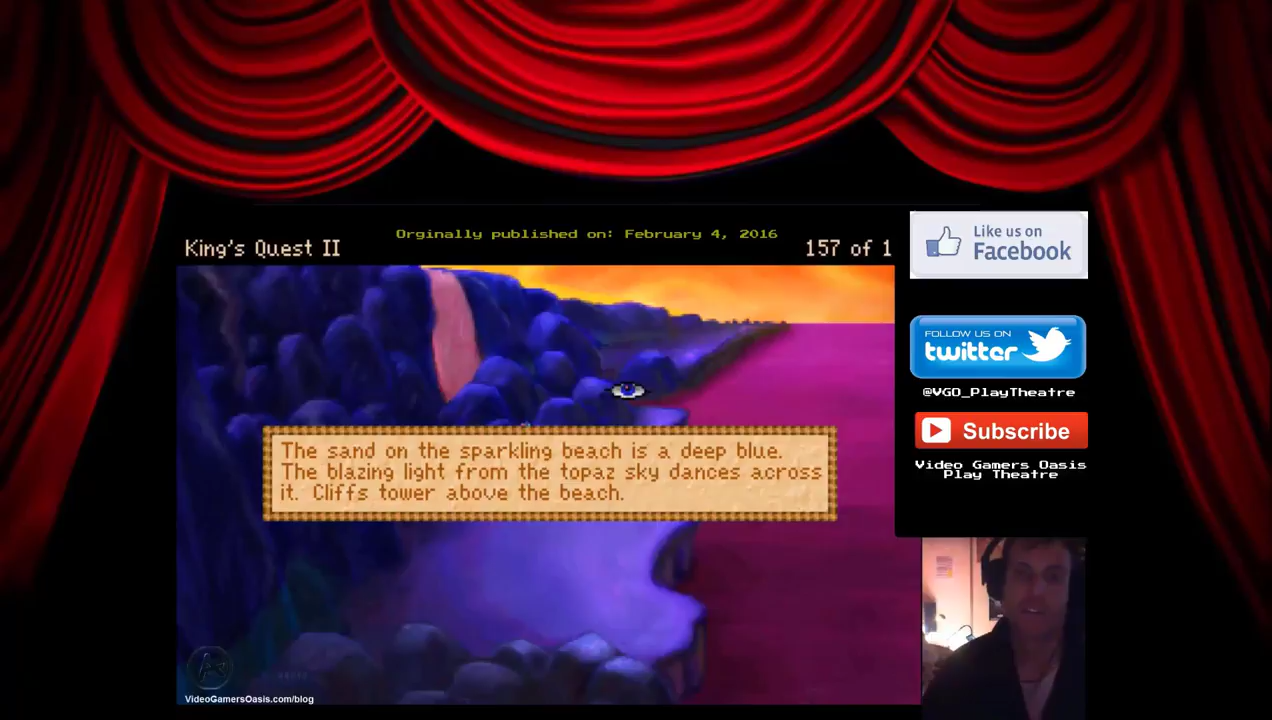 Orginally published on: February 4, 2016
King's Quest II
157 of 1
The sand on the sparkling beach is a deep blue.
The blazing light from the topaz sky dances across
it. Cliffs tower above the beach.
VideoGamersOasis.com/blog
Like us on
Facebook
FOLLOW US ON
twitter
@VGO_PlayTheatre
Subscribe
Video Gamers Oasis
Play Theatre